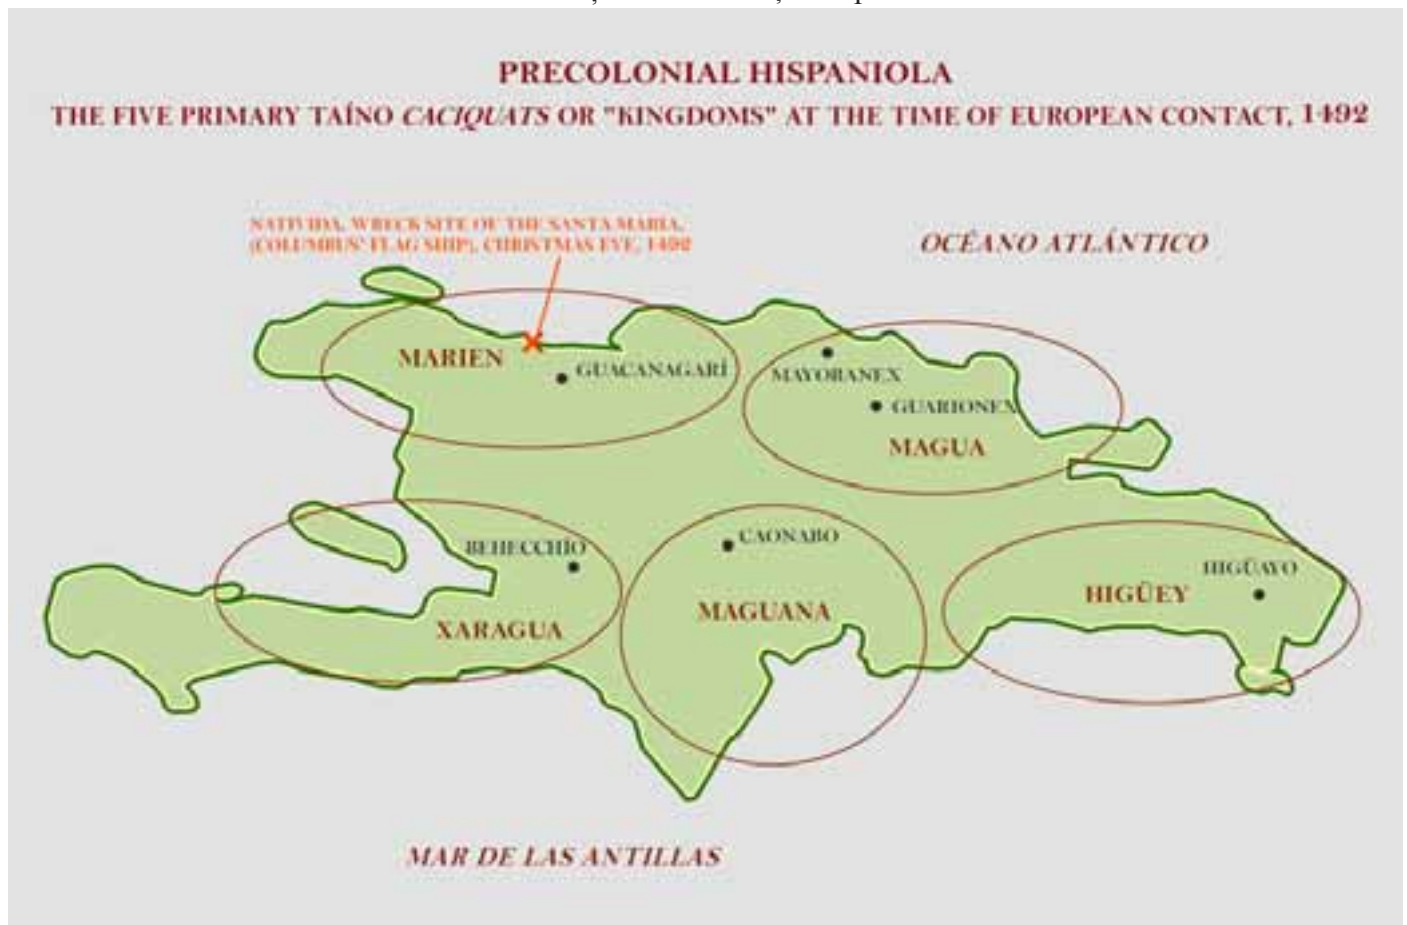 PRECOLONIAL HISPANIOLA
THE FIVE PRIMARY TAÍNO CACIQUATS OR "KINGDOMS" AT THE TIME OF EUROPEAN CONTACT, 1492
NATIVIDA, WRECK SITE OF THE SANTA MARIA,
(COLUMBUS' FLAG SHIP), CHRISTMAS EVE, 1492
OCÉANO ATLÁNTICO
MARIEN
GUACANAGARÍ
MAYOBANEX
GUARIONEX
MAGUA
BEHECCHÍO
CAONABO
XARAGUA
MAGUANA
HIGÜEY
HIGÜAYO
MAR DE LAS ANTILLAS